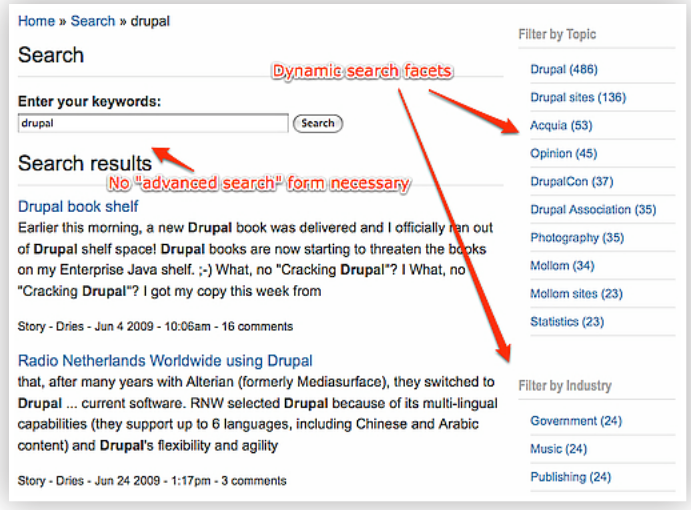 Home » Search » drupal
Search
Enter your keywords:
drupal
Search
No "advanced search" form necessary
Search results
Drupal book shelf
Earlier this morning, a new Drupal book was delivered and I officially ran out
of Drupal shelf space! Drupal books are now starting to threaten the books
on my Enterprise Java shelf. ;-) What, no "Cracking Drupal"? I What, no
"Cracking Drupal"? I got my copy this week from
Story - Dries - Jun 4 2009 - 10:06am - 16 comments
Radio Netherlands Worldwide using Drupal
that, after many years with Alterian (formerly Mediasurface), they switched to
Drupal ... current software. RNW selected Drupal because of its multi-lingual
capabilities (they support up to 6 languages, including Chinese and Arabic
content) and Drupal's flexibility and agility
Story - Dries - Jun 24 2009 - 1:17pm - 3 comments
Dynamic search facets
Filter by Topic
Drupal (486)
Drupal sites (136)
Acquia (53)
Opinion (45)
DrupalCon (37)
Drupal Association (35)
Photography (35)
Mollom (34)
Mollom sites (23)
Statistics (23)
Filter by Industry
Government (24)
Music (24)
Publishing (24)